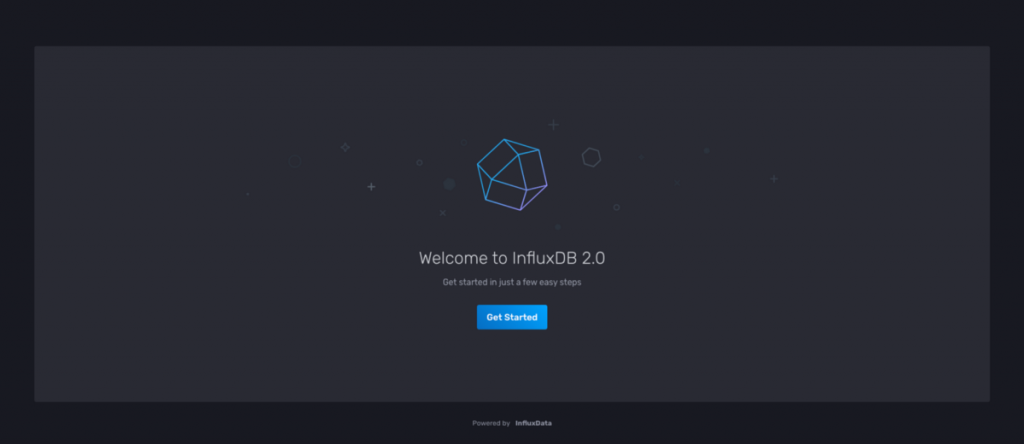 Welcome to InfluxDB 2.0
Get started in just a few easy steps
Get Started
Powered by InfluxData